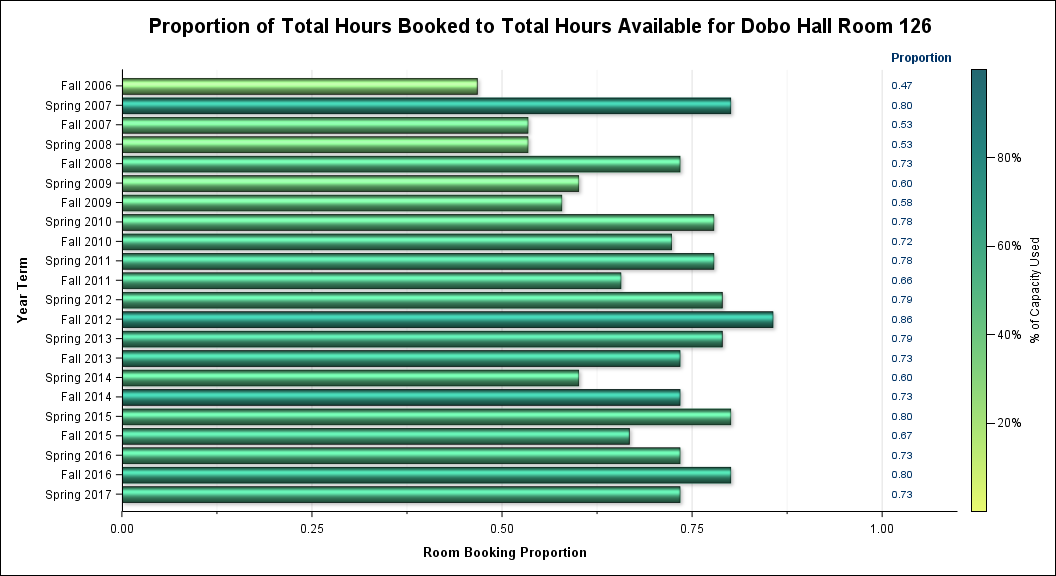 Proportion of Total Hours Booked to Total Hours Available for Dobo Hall Room 126
Proportion
Fall 2006 0.47
Spring 2007 0.80
Fall 2007 0.53
Spring 2008 0.53
Fall 2008 0.73
Spring 2009 0.60
Fall 2009 0.58
Spring 2010 0.78
Fall 2010 0.72
Spring 2011 0.78
Fall 2011 0.66
Spring 2012 0.79
Fall 2012 0.86
Spring 2013 0.79
Fall 2013 0.73
Spring 2014 0.60
Fall 2014 0.73
Spring 2015 0.80
Fall 2015 0.67
Spring 2016 0.73
Fall 2016 0.80
Spring 2017 0.73
Year Term
0.00 0.25 0.50 0.75 1.00
Room Booking Proportion
80%
60%
40%
20%
% of Capacity Used